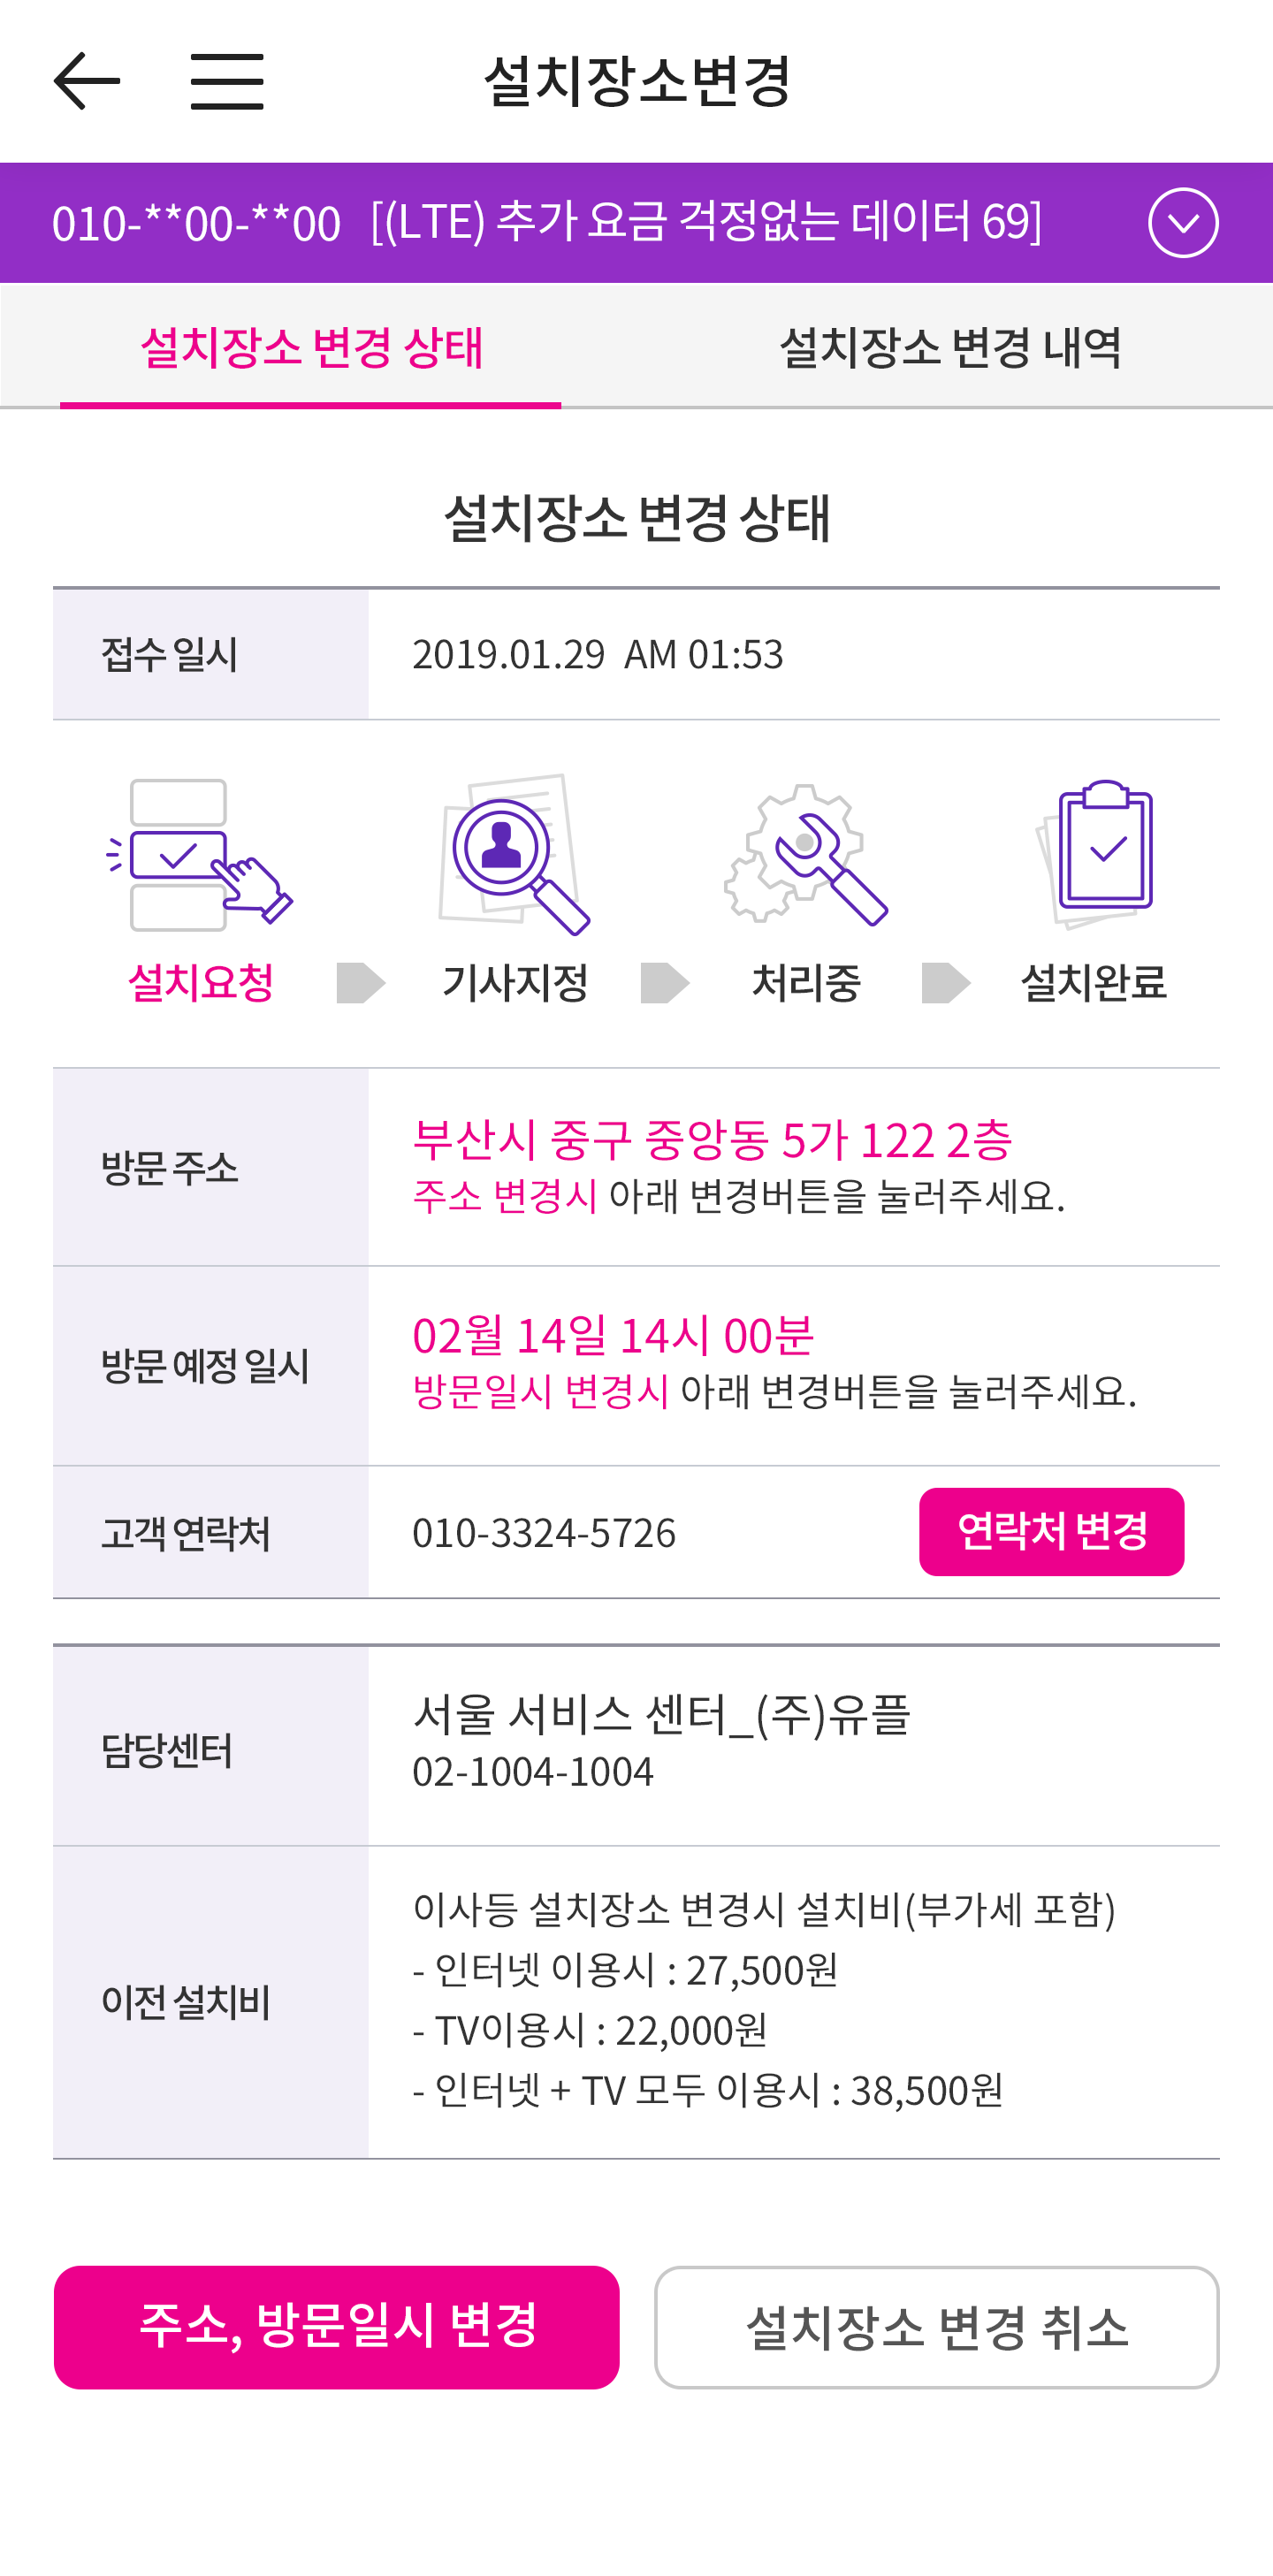 설치장소변경
010-**00-**00 [(LTE) 추가 요금 걱정없는 데이터 69]
설치장소 변경 상태
설치장소 변경 내역
설치장소 변경 상태
접수 일시
2019.01.29 AM 01:53
설치요청
기사지정
처리중
설치완료
방문 주소
부산시 중구 중앙동 5가 122 2층
주소 변경시 아래 변경버튼을 눌러주세요.
방문 예정 일시
02월 14일 14시 00분
방문일시 변경시 아래 변경버튼을 눌러주세요.
고객 연락처
010-3324-5726
연락처 변경
담당센터
서울 서비스 센터_(주)유플
02-1004-1004
이전 설치비
이사등 설치장소 변경시 설치비(부가세 포함)
- 인터넷 이용시 : 27,500원
- TV이용시 : 22,000원
- 인터넷 + TV 모두 이용시 : 38,500원
주소, 방문일시 변경
설치장소 변경 취소